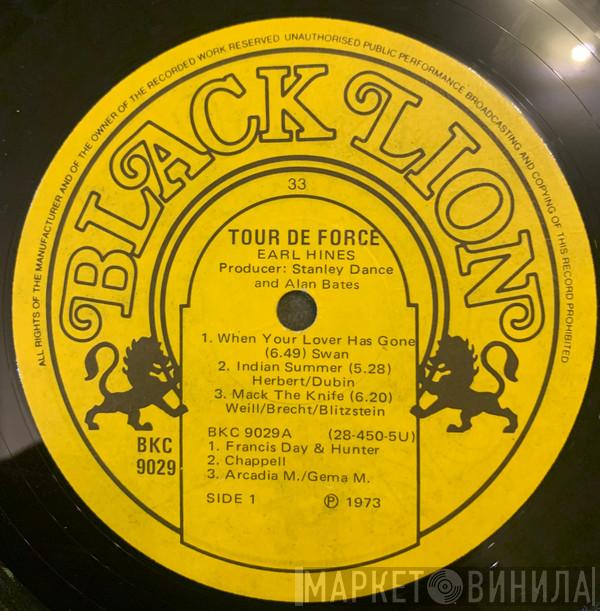 ALL RIGHTS OF THE MANUFACTURER AND OF THE OWNER OF THE RECORDED WORK RESERVED UNAUTHORISED PUBLIC PERFORMANCE BROADCASTING AND COPYING OF THIS RECORD PROHIBITED
BLACK LION
33
TOUR DE FORCE
EARL HINES
Producer: Stanley Dance
and Alan Bates
1. When Your Lover Has Gone
(6.49) Swan
2. Indian Summer (5.28)
Herbert/Dubin
3. Mack The Knife (6.20)
Weill/Brecht/Blitzstein
BKC 9029A (28-450-5U)
1. Francis Day & Hunter
2. Chappell
3. Arcadia M./Gema M.
SIDE 1 Ⓟ 1973
BKC
9029
МАРКЕТ ВИНИЛА